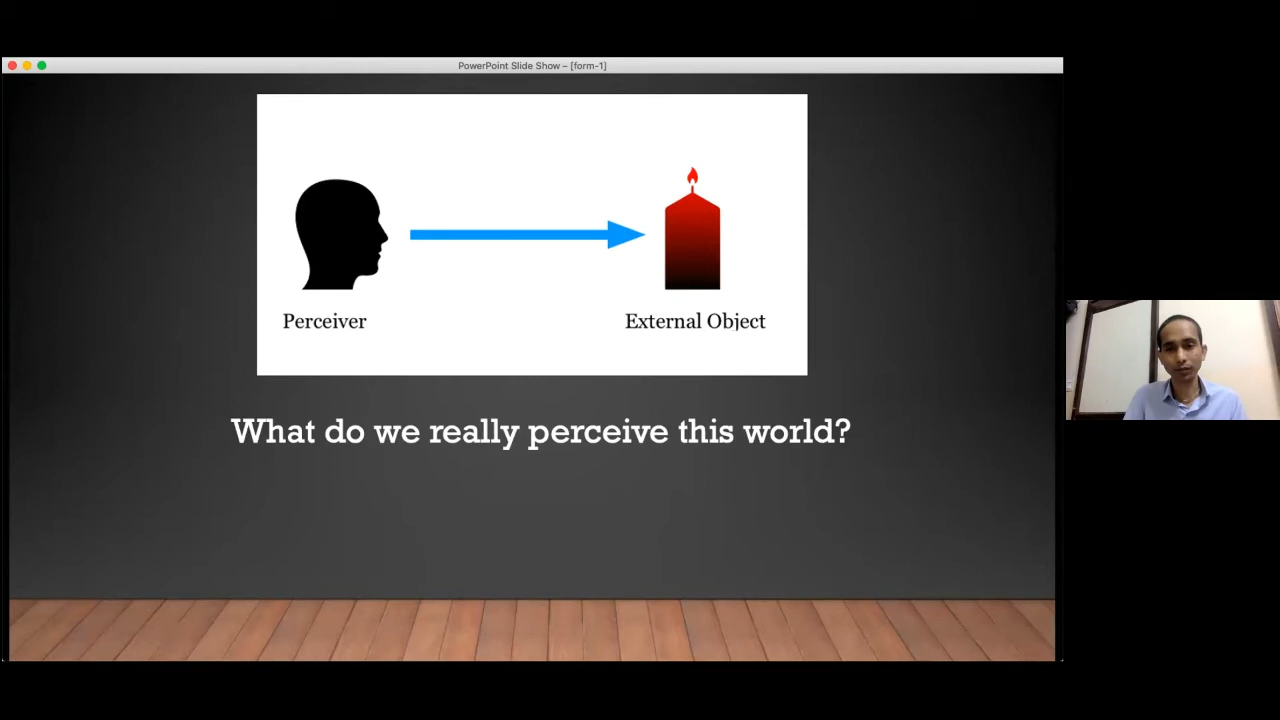 PowerPoint Slide Show – [form-1]
Perceiver
External Object
What do we really perceive this world?